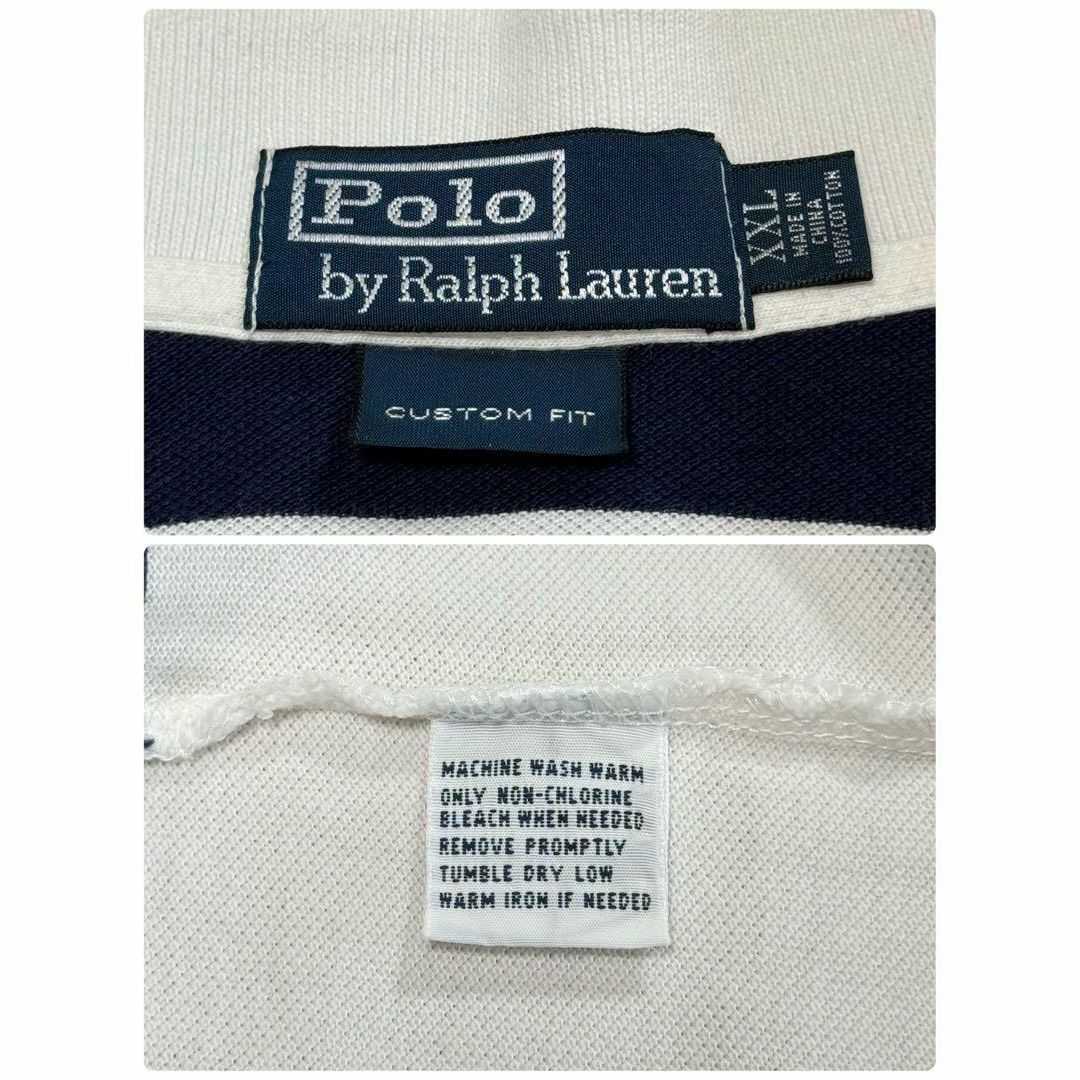 Polo
by Ralph Lauren
XXL
MADE IN
CHINA
100% COTTON
CUSTOM FIT
MACHINE WASH WARM
ONLY NON-CHLORINE
BLEACH WHEN NEEDED
REMOVE PROMPTLY
TUMBLE DRY LOW
WARM IRON IF NEEDED